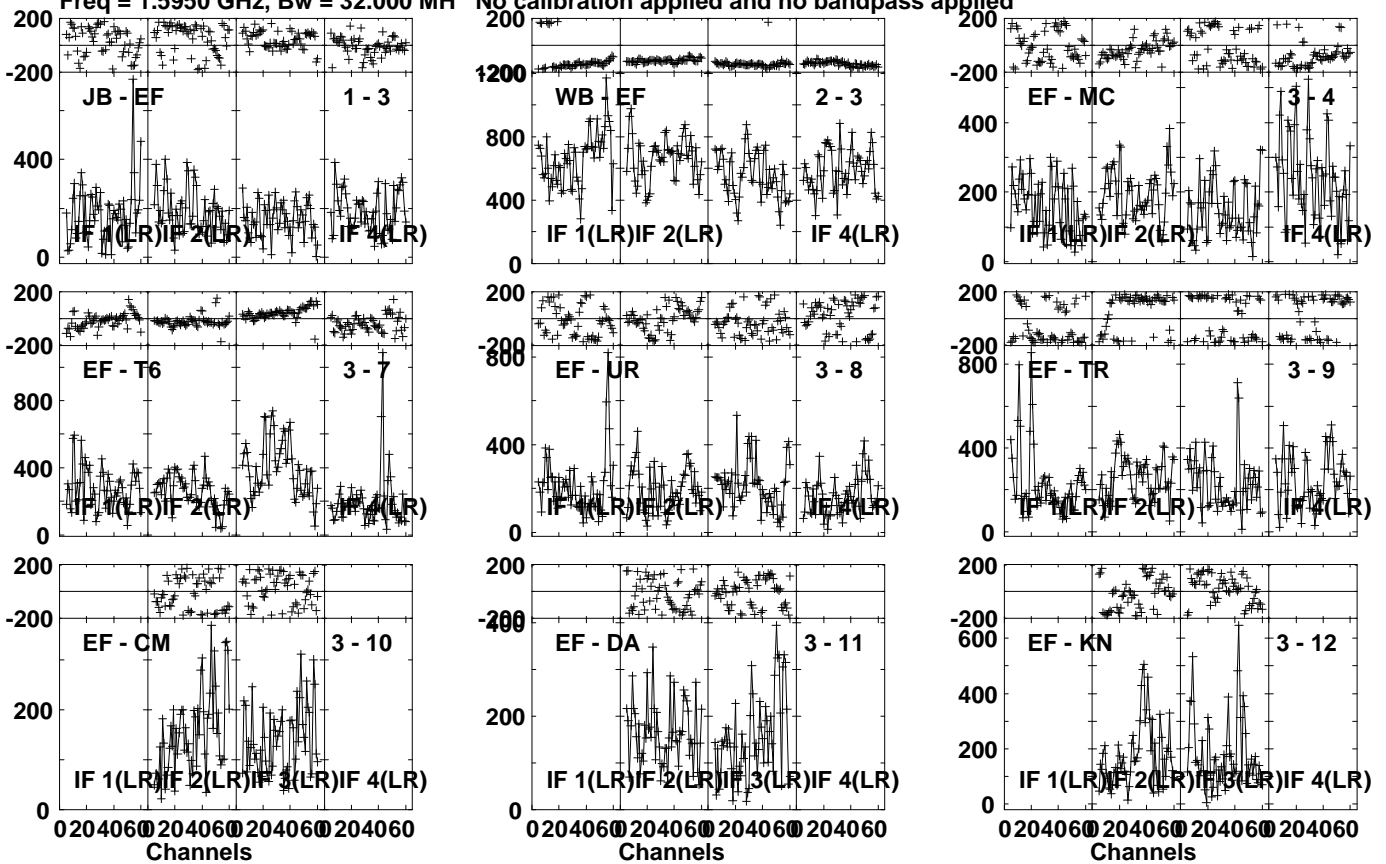 Freq = 1.5950 GHz, Bw = 32.000 MH No calibration applied and no bandpass applied
200
-200
JB - EF 1 - 3
400
0
IF 1(LR) IF 2(LR) IF 4(LR)
200
-200
WB - EF 2 - 3
1200
800
400
0
IF 1(LR) IF 2(LR) IF 4(LR)
200
-200
EF - MC 3 - 4
400
200
0
IF 1(LR) IF 2(LR) IF 4(LR)
200
-200
EF - T6 3 - 7
800
400
0
IF 1(LR) IF 2(LR) IF 4(LR)
200
-200
EF - UR 3 - 8
800
400
0
IF 1(LR) IF 2(LR) IF 4(LR)
200
-200
EF - TR 3 - 9
800
400
0
IF 1(LR) IF 2(LR) IF 4(LR)
200
-200
EF - CM 3 - 10
200
0
IF 1(LR) IF 2(LR) IF 3(LR) IF 4(LR)
0 20 40 60 0 20 40 60 0 20 40 60 0 20 40 60
Channels
200
-200
EF - DA 3 - 11
400
200
0
IF 1(LR) IF 2(LR) IF 3(LR) IF 4(LR)
0 20 40 60 0 20 40 60 0 20 40 60 0 20 40 60
Channels
200
-200
EF - KN 3 - 12
600
400
200
0
IF 1(LR) IF 2(LR) IF 3(LR) IF 4(LR)
0 20 40 60 0 20 40 60 0 20 40 60 0 20 40 60
Channels